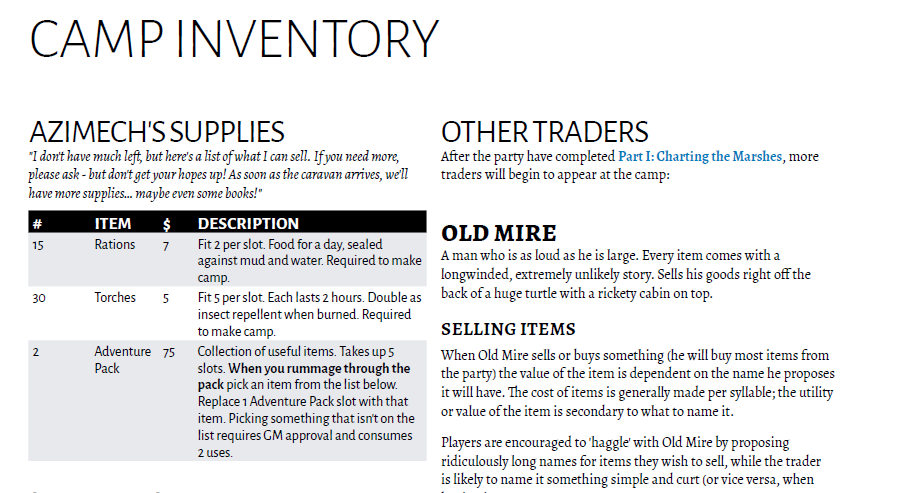 CAMP INVENTORY
AZIMECH'S SUPPLIES
"I don't have much left, but here's a list of what I can sell. If you need more,
please ask - but don't get your hopes up! As soon as the caravan arrives, we'll
have more supplies... maybe even some books!"
# ITEM $ DESCRIPTION
15 Rations 7 Fit 2 per slot. Food for a day, sealed
against mud and water. Required to make
camp.
30 Torches 5 Fit 5 per slot. Each lasts 2 hours. Double as
insect repellent when burned. Required
to make camp.
2 Adventure 75 Collection of useful items. Takes up 5
Pack slots. When you rummage through the
pack pick an item from the list below.
Replace 1 Adventure Pack slot with that
item. Picking something that isn't on the
list requires GM approval and consumes
2 uses.
OTHER TRADERS
After the party have completed Part I: Charting the Marshes, more
traders will begin to appear at the camp:
OLD MIRE
A man who is as loud as he is large. Every item comes with a
longwinded, extremely unlikely story. Sells his goods right off the
back of a huge turtle with a rickety cabin on top.
SELLING ITEMS
When Old Mire sells or buys something (he will buy most items from
the party) the value of the item is dependent on the name he proposes
it will have. The cost of items is generally made per syllable; the utility
or value of the item is secondary to what to name it.
Players are encouraged to 'haggle' with Old Mire by proposing
ridiculously long names for items they wish to sell, while the trader
is likely to name it something simple and curt (or vice versa, when